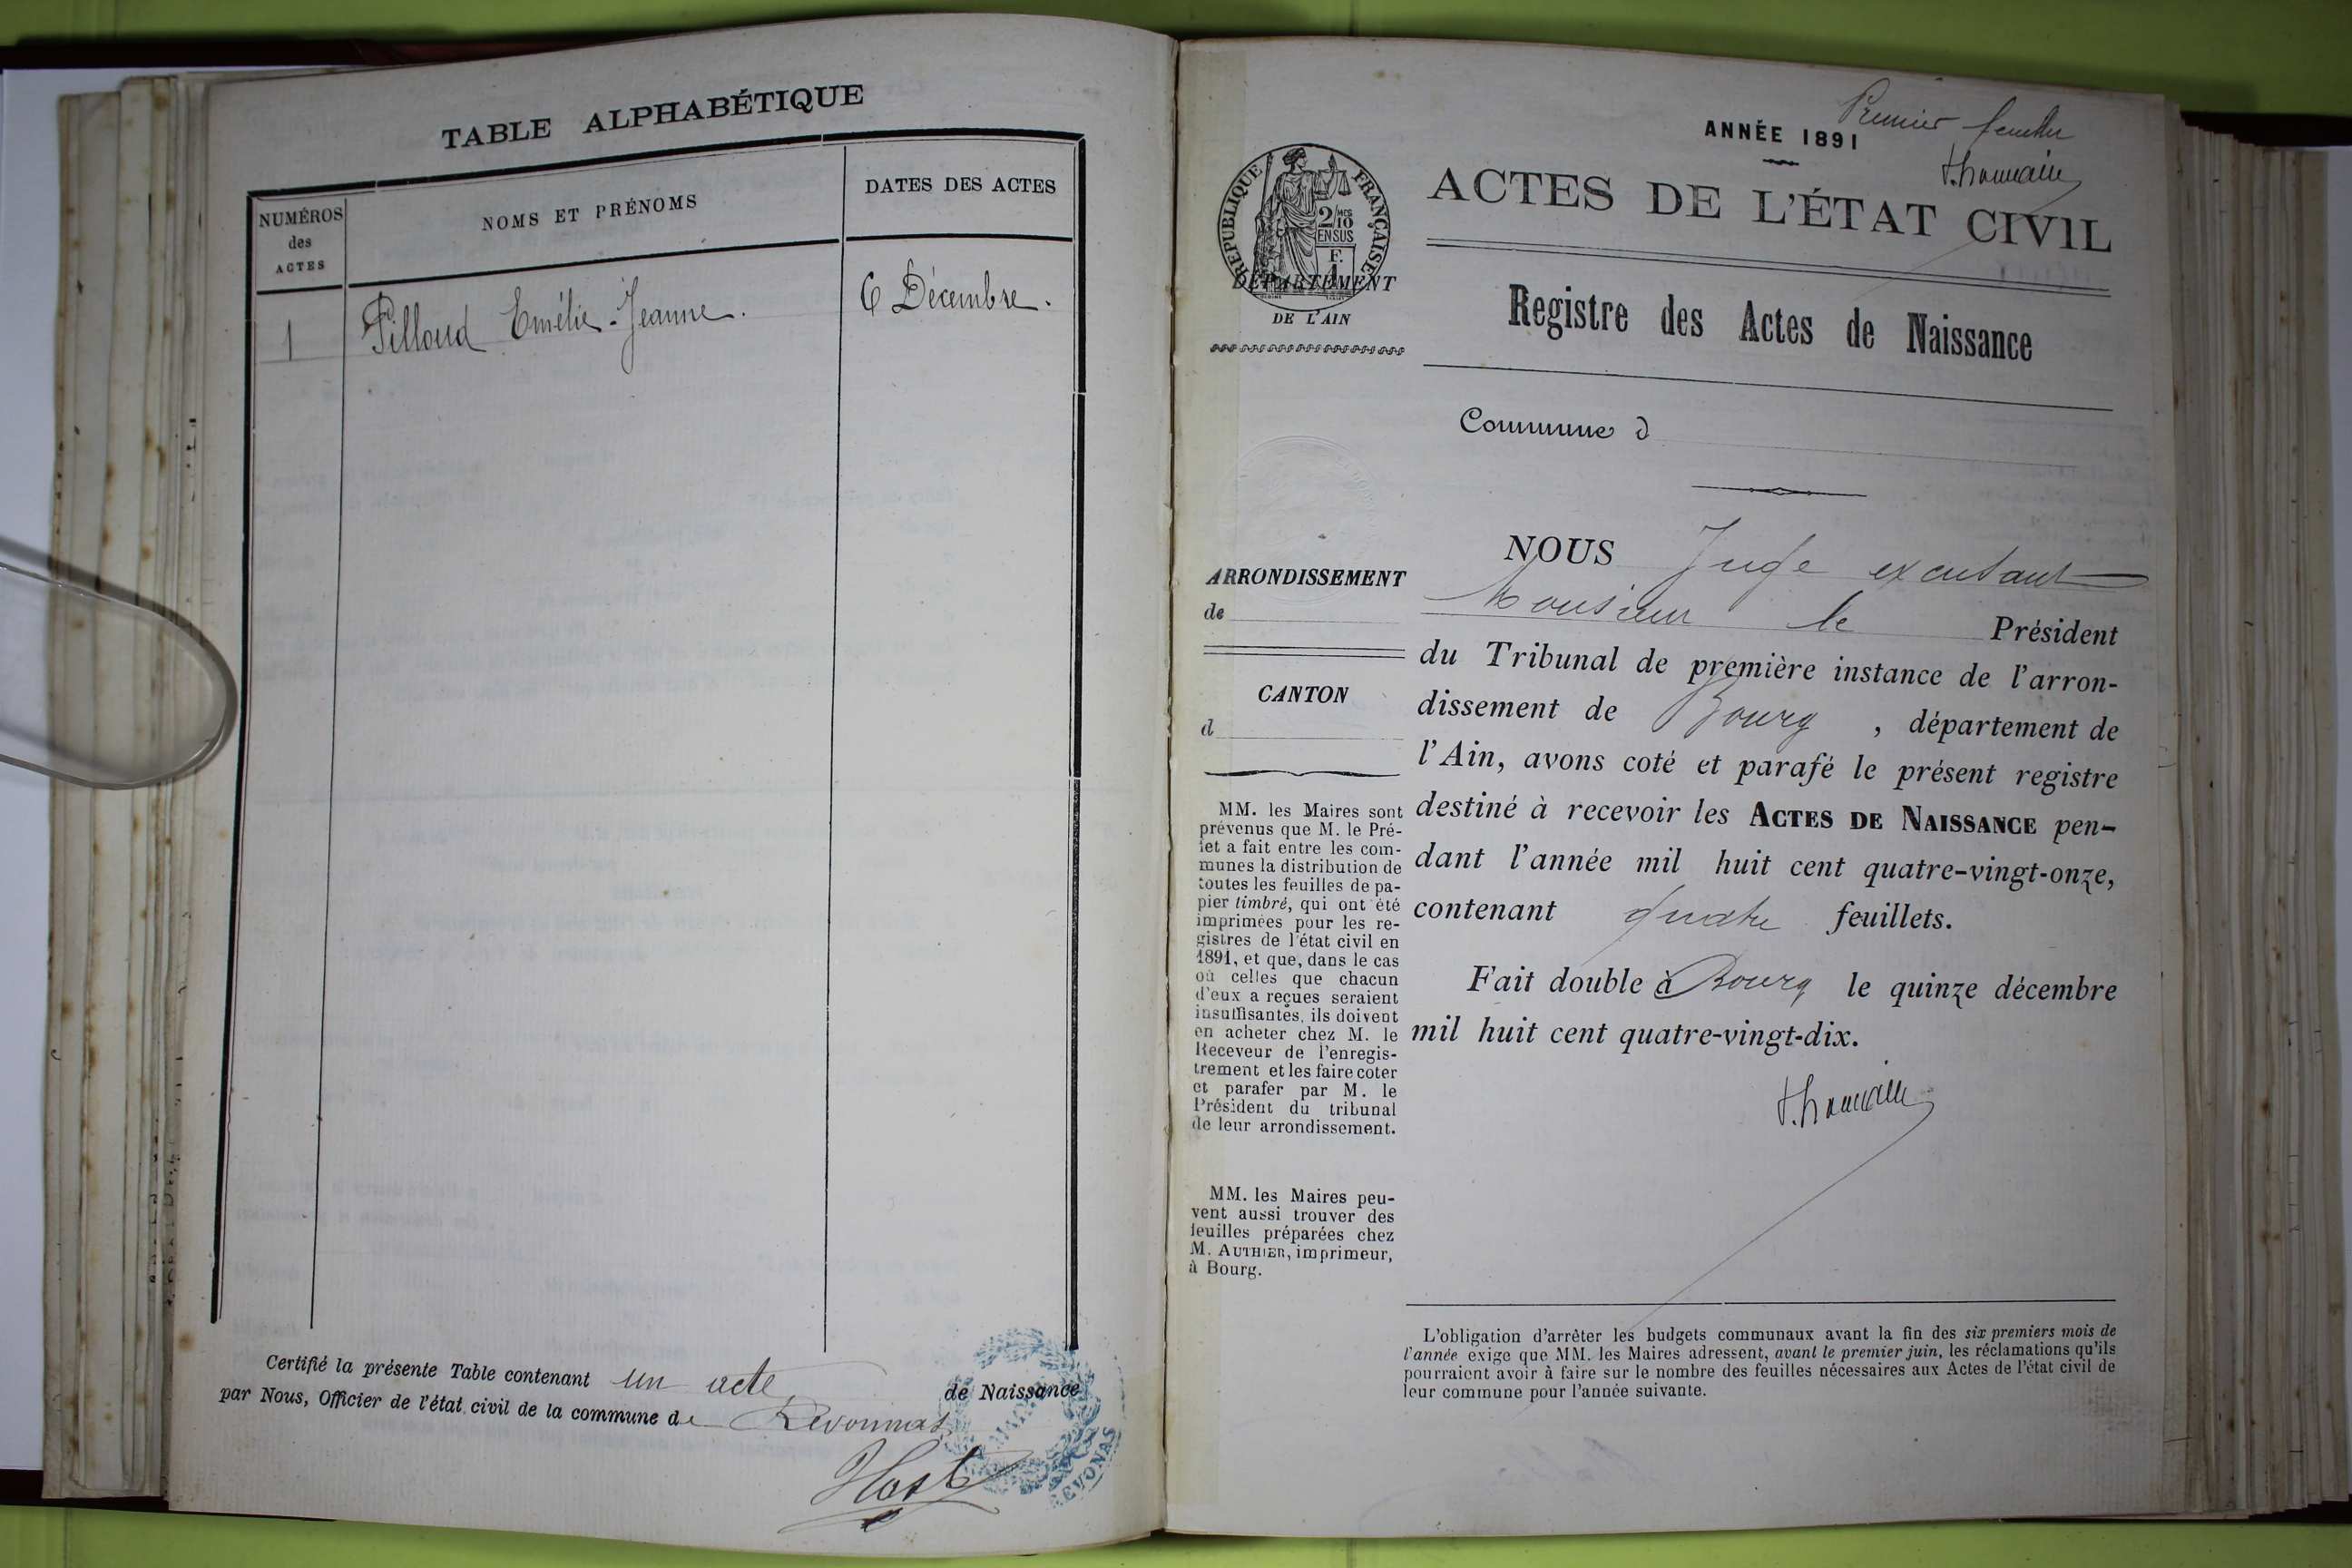 TABLE ALPHABÉTIQUE
NUMÉROS
des
ACTES
NOMS ET PRÉNOMS
DATES DES ACTES
1
Pilloud Emélie-Jeanne.
6 Décembre.
Certifié la présente Table contenant un acte de Naissance
par Nous, Officier de l'état civil de la commune de Revonnas
Host
MAIRIE
REVONAS
Premier feuillet
ANNÉE 1891
ACTES DE L'ÉTAT CIVIL
RÉPUBLIQUE FRANÇAISE
2/10
MES
EN SUS
F.
1
DÉPARTEMENT
DE L'AIN
Registre des Actes de Naissance
Commune d
ARRONDISSEMENT
de
CANTON
d
MM. les Maires sont
prévenus que M. le Pré-
fet a fait entre les com-
munes la distribution de
toutes les feuilles de pa-
pier timbré, qui ont été
imprimées pour les re-
gistres de l'état civil en
1891, et que, dans le cas
où celles que chacun
d'eux a reçues seraient
insuffisantes, ils doivent
en acheter chez M. le
Receveur de l'enregis-
trement et les faire coter
et parafer par M. le
Président du tribunal
de leur arrondissement.
MM. les Maires peu-
vent aussi trouver des
feuilles préparées chez
M. AUTHIER, imprimeur,
à Bourg.
NOUS Juge excusant
Monsieur le Président
du Tribunal de première instance de l'arron-
dissement de Bourg, département de
l'Ain, avons coté et parafé le présent registre
destiné à recevoir les ACTES DE NAISSANCE pen-
dant l'année mil huit cent quatre-vingt-onze,
contenant quatre feuillets.
Fait double à Bourg le quinze décembre
mil huit cent quatre-vingt-dix.
L'obligation d'arrêter les budgets communaux avant la fin des six premiers mois de
l'année exige que MM. les Maires adressent, avant le premier juin, les réclamations qu'ils
pourraient avoir à faire sur le nombre des feuilles nécessaires aux Actes de l'état civil de
leur commune pour l'année suivante.